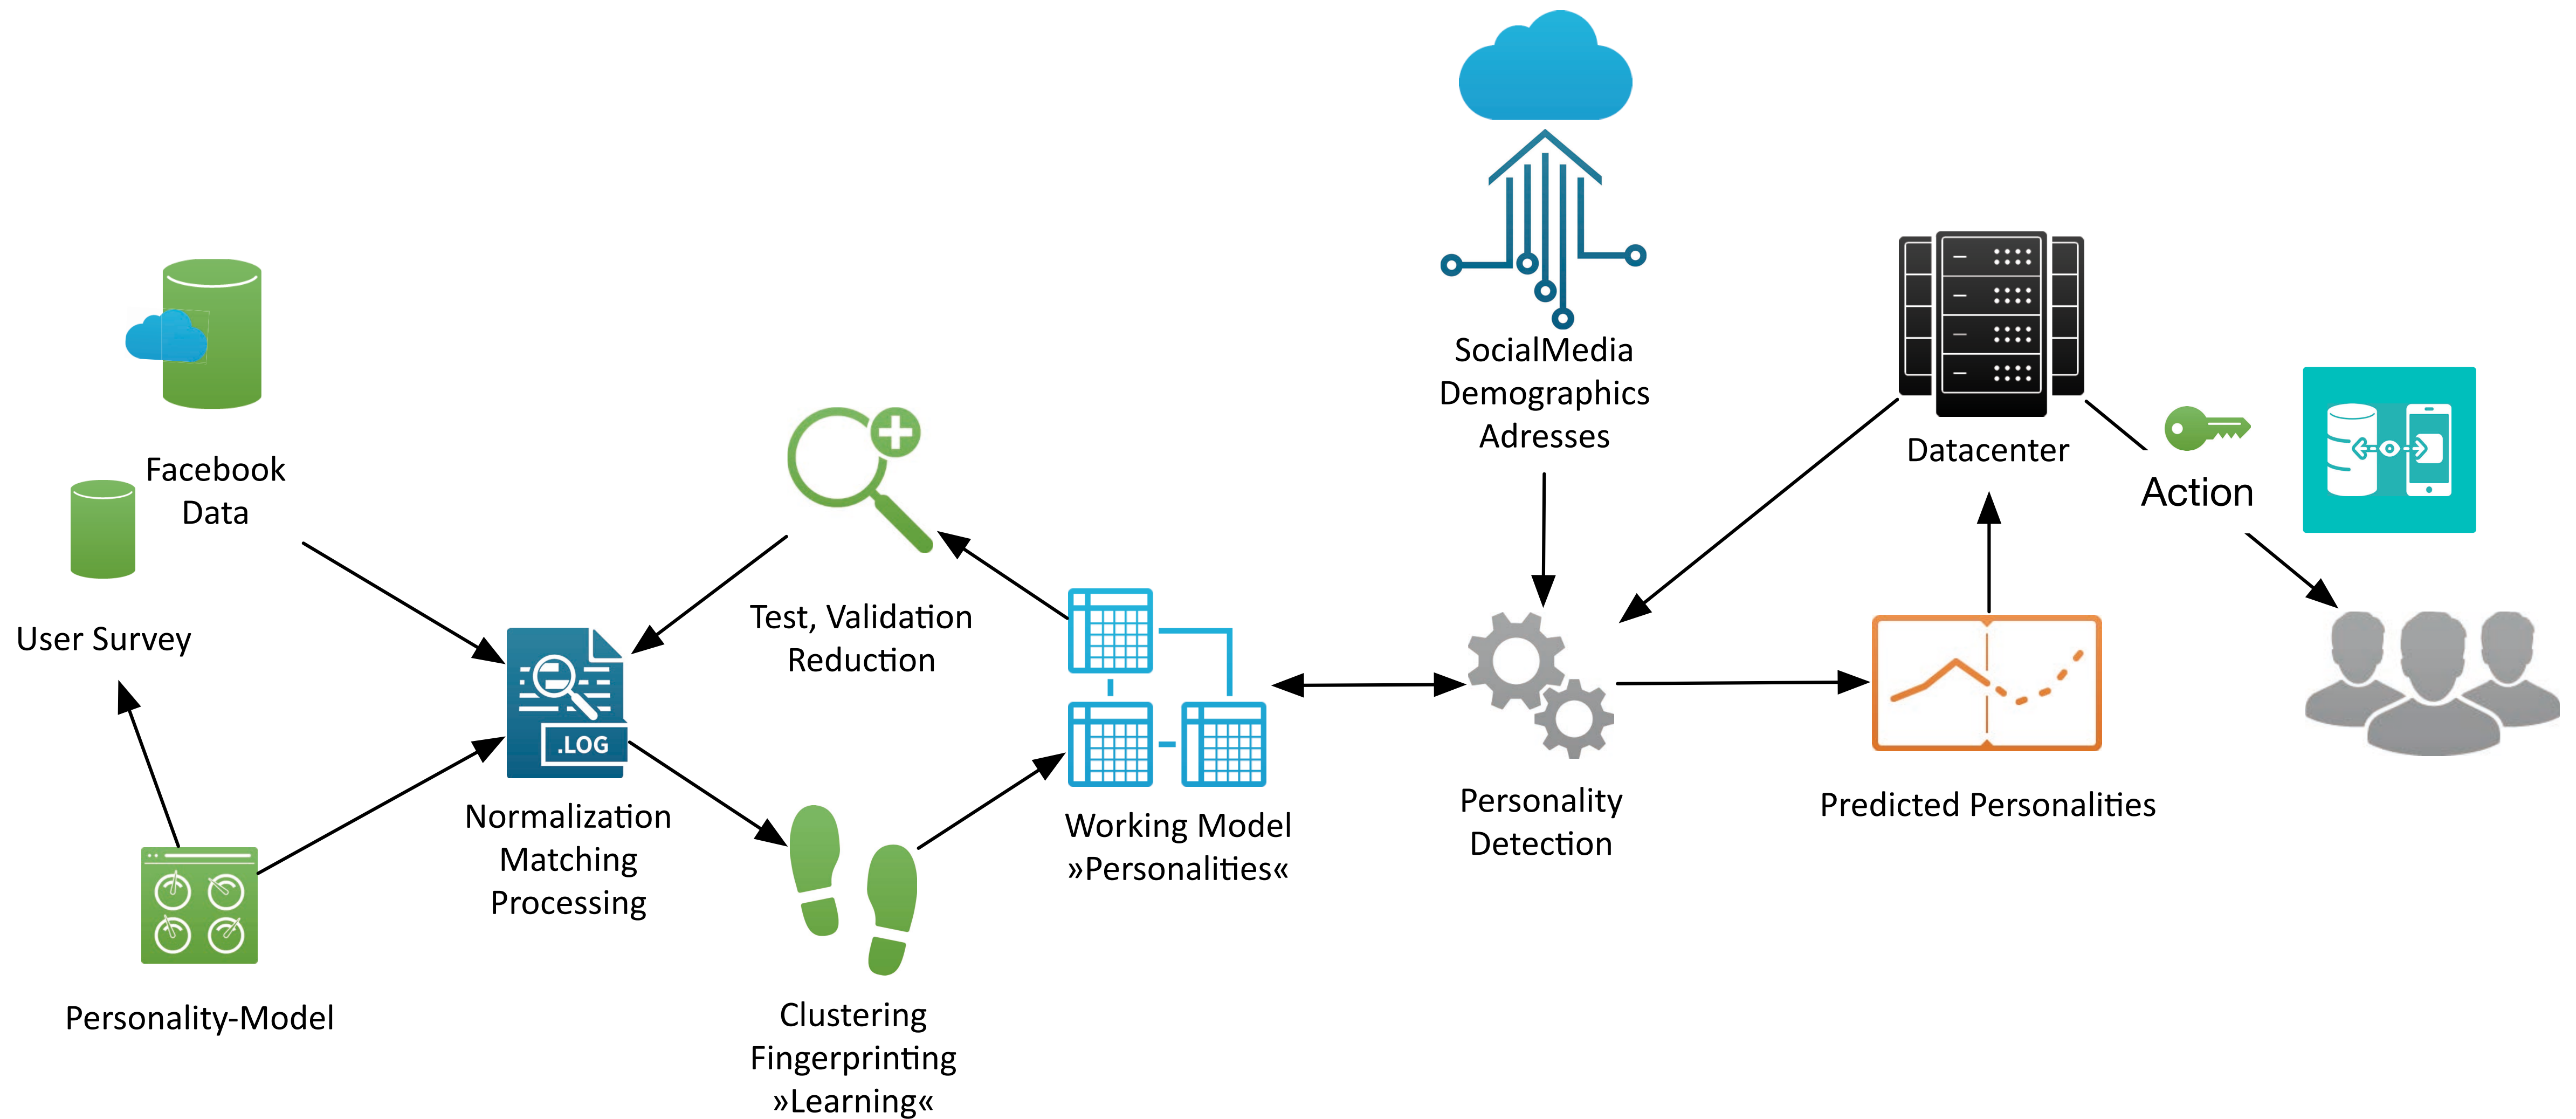 Facebook
Data
User Survey
Personality-Model
.LOG
Normalization
Matching
Processing
Test, Validation
Reduction
Clustering
Fingerprinting
»Learning«
Working Model
»Personalities«
SocialMedia
Demographics
Adresses
Personality
Detection
Datacenter
Predicted Personalities
Action